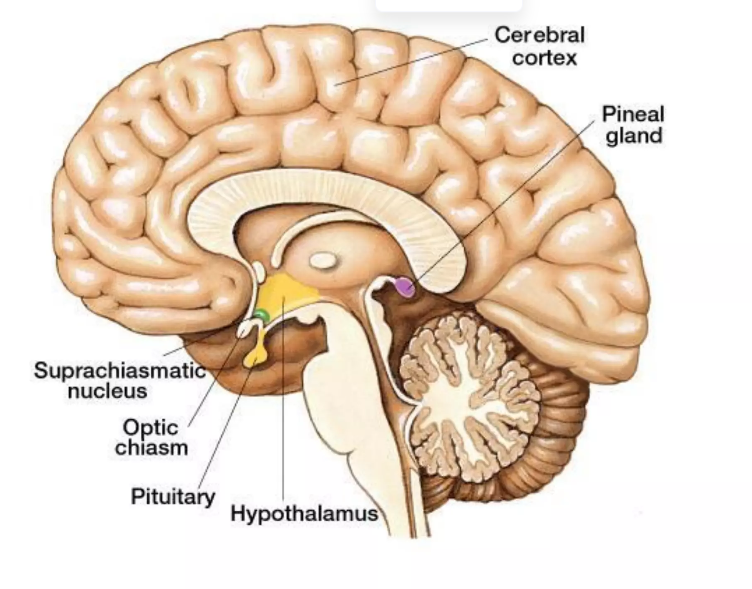 Cerebral
cortex
Pineal
gland
Suprachiasmatic
nucleus
Optic
chiasm
Pituitary
Hypothalamus